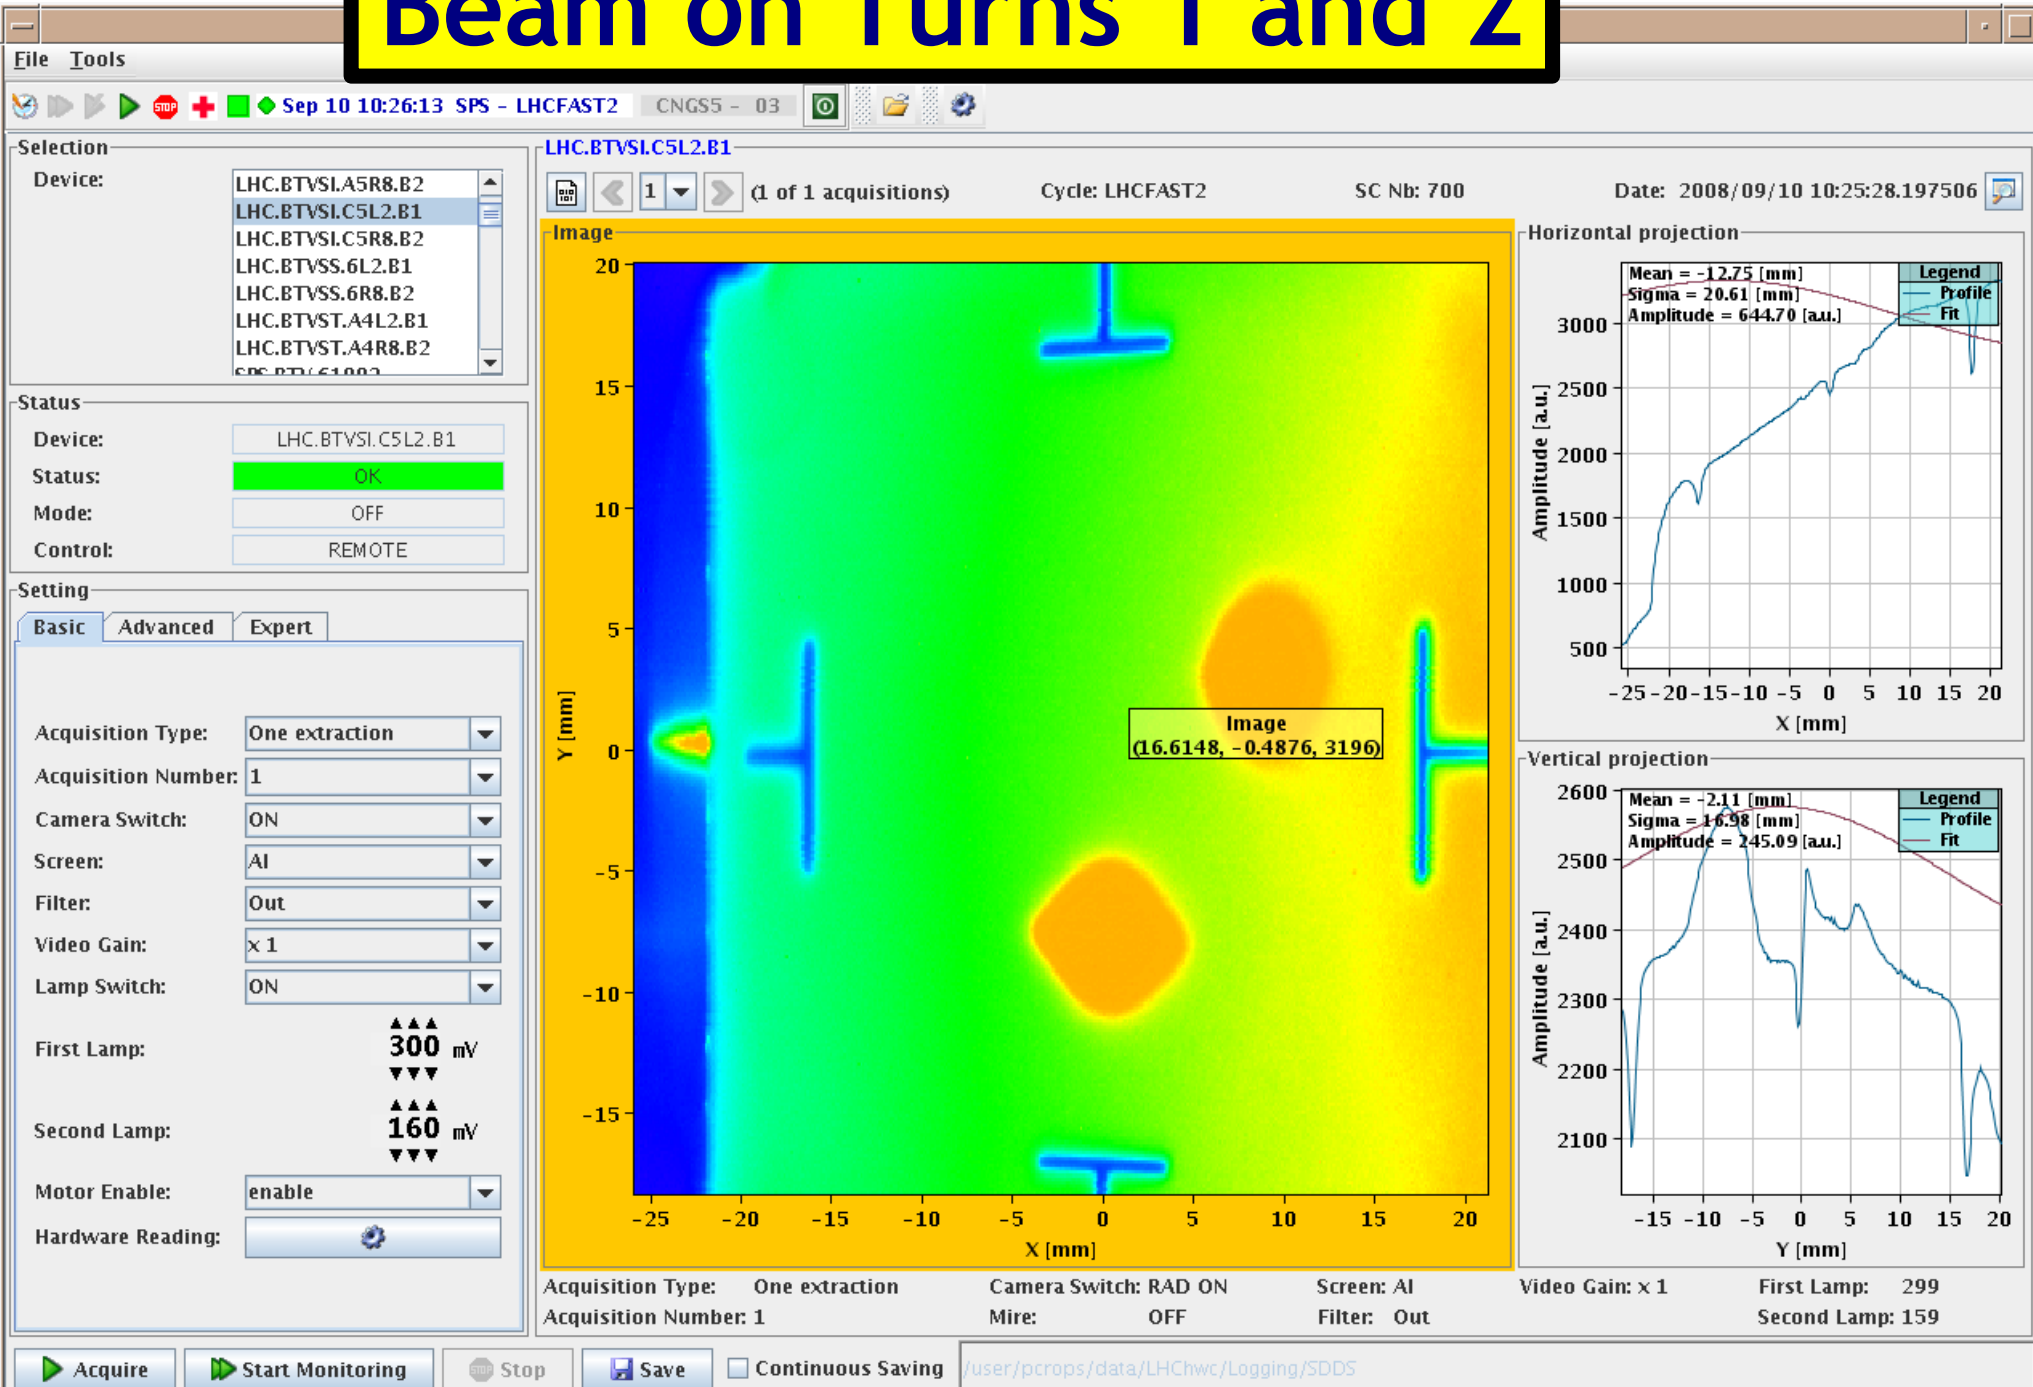 Beam on Turns 1 and 2
File Tools
STOP Sep 10 10:26:13 SPS - LHCFAST2 CNGS5 - 03
Selection
Device:
LHC.BTVSI.A5R8.B2
LHC.BTVSI.C5L2.B1
LHC.BTVSI.C5R8.B2
LHC.BTVSS.6L2.B1
LHC.BTVSS.6R8.B2
LHC.BTVST.A4L2.B1
LHC.BTVST.A4R8.B2
Status
Device: LHC.BTVSI.C5L2.B1
Status: OK
Mode: OFF
Control: REMOTE
Setting
Basic Advanced Expert
Acquisition Type: One extraction
Acquisition Number: 1
Camera Switch: ON
Screen: Al
Filter: Out
Video Gain: x 1
Lamp Switch: ON
First Lamp: 300 mV
Second Lamp: 160 mV
Motor Enable: enable
Hardware Reading:
LHC.BTVSI.C5L2.B1
1 (1 of 1 acquisitions) Cycle: LHCFAST2 SC Nb: 700 Date: 2008/09/10 10:25:28.197506
Image
20
15
10
5
0
-5
-10
-15
Y [mm]
Image
(16.6148, -0.4876, 3196)
-25 -20 -15 -10 -5 0 5 10 15 20
X [mm]
Horizontal projection
Mean = -12.75 [mm]
Sigma = 20.61 [mm]
Amplitude = 644.70 [a.u.]
Legend
Profile
Fit
3000
2500
2000
1500
1000
500
Amplitude [a.u.]
-25 -20 -15 -10 -5 0 5 10 15 20
X [mm]
Vertical projection
Mean = -2.11 [mm]
Sigma = 16.98 [mm]
Amplitude = 245.09 [a.u.]
Legend
Profile
Fit
2600
2500
2400
2300
2200
2100
Amplitude [a.u.]
-15 -10 -5 0 5 10 15 20
Y [mm]
Acquisition Type: One extraction Camera Switch: RAD ON Screen: Al Video Gain: x 1 First Lamp: 299
Acquisition Number: 1 Mire: OFF Filter: Out Second Lamp: 159
Acquire Start Monitoring STOP Stop Save Continuous Saving /user/pcrops/data/LHChwc/Logging/SDDS